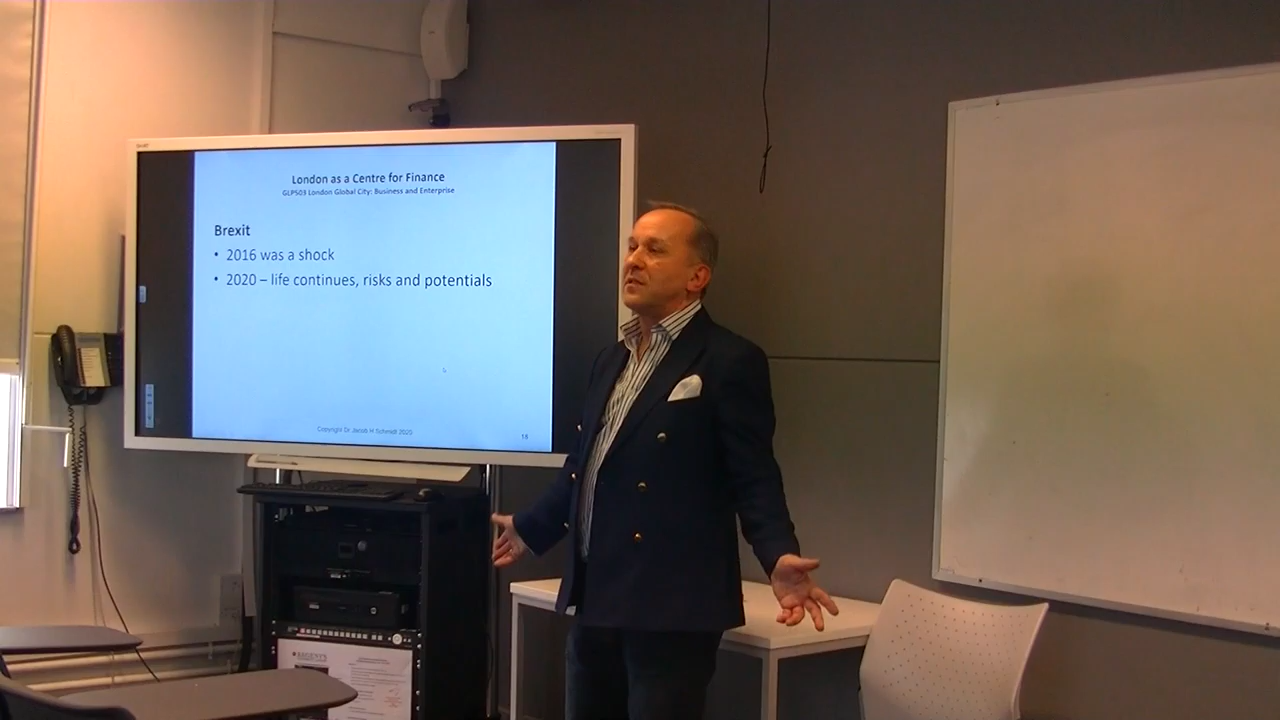 London as a Centre for Finance
GLP503 London Global City: Business and Enterprise
Brexit
• 2016 was a shock
• 2020 – life continues, risks and potentials
Copyright Dr Jacob H Schmidt 2020
16
REGENT'S